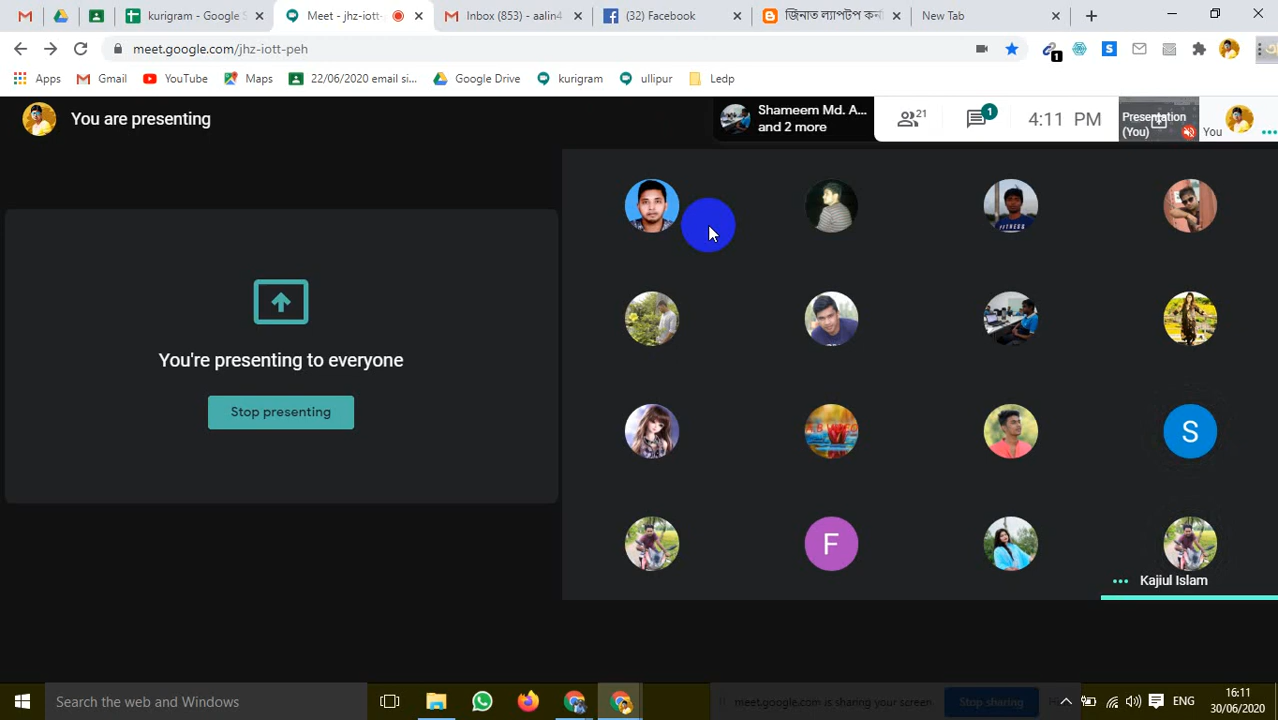 kurigram - Google S
Meet - jhz-iott-
Inbox (853) - aalin4
(32) Facebook
জিনাত ল্যাপটপ কর্না
New Tab
meet.google.com/jhz-iott-peh
1
Apps
Gmail
YouTube
Maps
22/06/2020 email si...
Google Drive
kurigram
ullipur
Ledp
You are presenting
Shameem Md. A...
and 2 more
21
1
4:11 PM
Presentation
(You)
You
You're presenting to everyone
Stop presenting
S
F
Kajiul Islam
Search the web and Windows
meet.google.com is sharing your screen
Stop sharing
ENG
16:11
30/06/2020